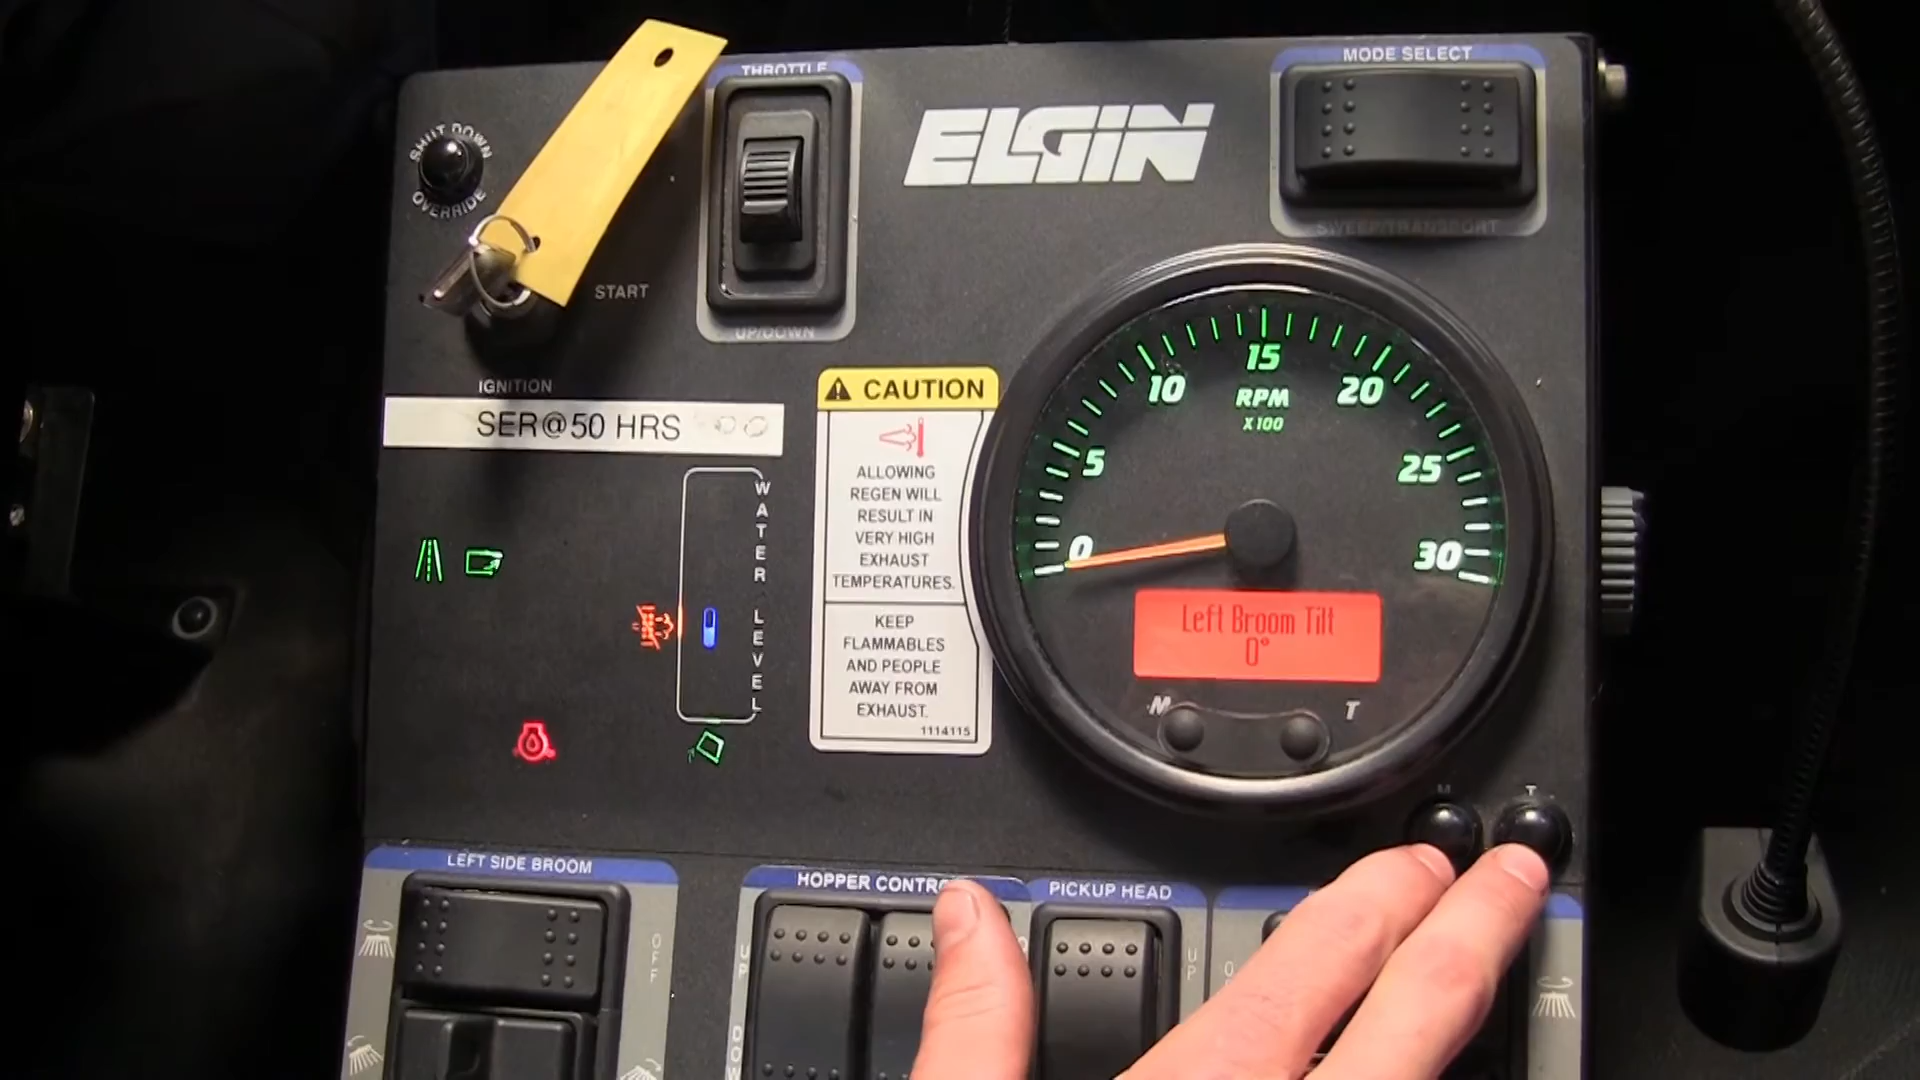 SHUT DOWN
OVERRIDE
START
IGNITION
THROTTLE
UP/DOWN
ELGIN
MODE SELECT
SWEEP/TRANSPORT
SER@50 HRS
WATER LEVEL
CAUTION
ALLOWING
REGEN WILL
RESULT IN
VERY HIGH
EXHAUST
TEMPERATURES.
KEEP
FLAMMABLES
AND PEOPLE
AWAY FROM
EXHAUST.
1114115
0
5
10
15
20
25
30
RPM
X100
Left Broom Tilt
0°
M T
M T
LEFT SIDE BROOM
OFF
HOPPER
UP
PICKUP HEAD
UP